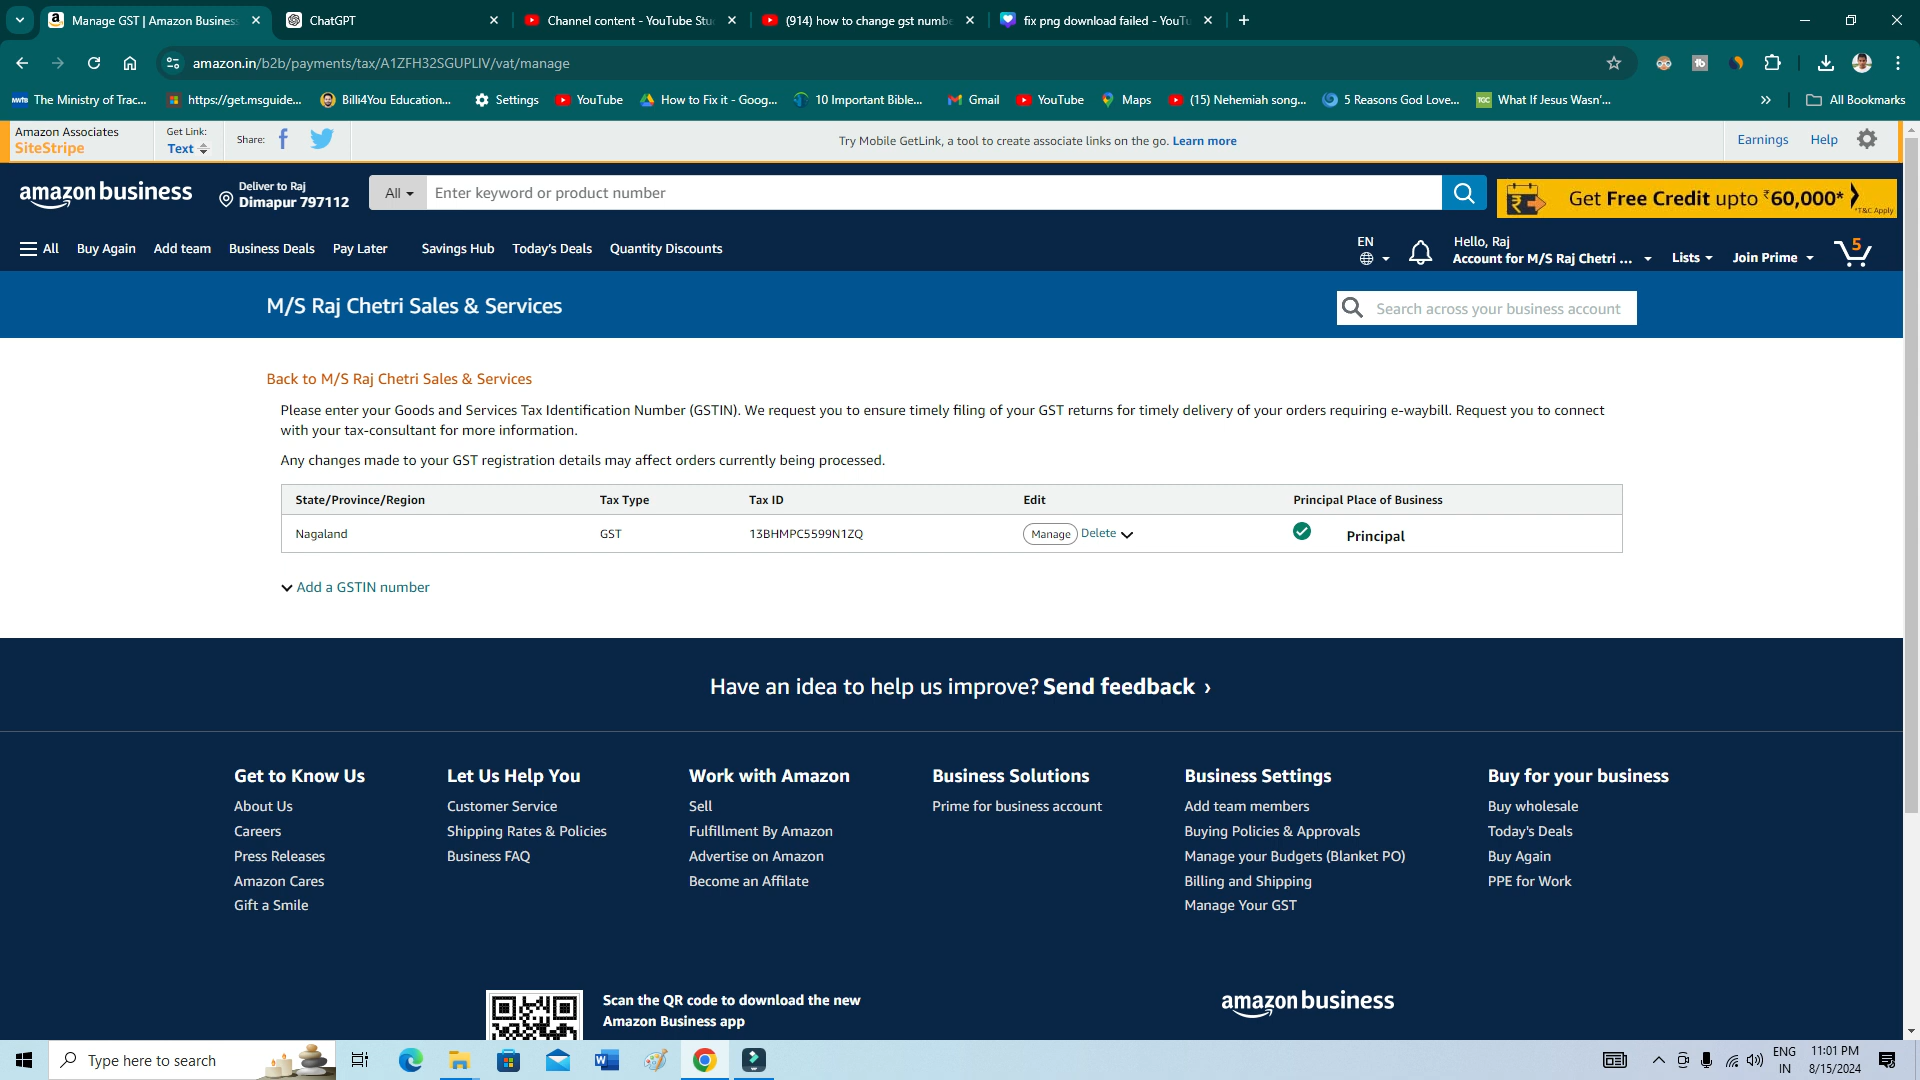 Manage GST | Amazon Business
ChatGPT
Channel content - YouTube Stu
(914) how to change gst numbe
fix png download failed - YouTu
amazon.in/b2b/payments/tax/A1ZFH32SGUPLIV/vat/manage
The Ministry of Trac...
https://get.msguide...
Billi4You Education...
Settings
YouTube
How to Fix it - Goog...
10 Important Bible...
Gmail
YouTube
Maps
(15) Nehemiah song...
5 Reasons God Love...
What If Jesus Wasn'...
All Bookmarks
Amazon Associates
SiteStripe
Get Link:
Text
Share:
Try Mobile GetLink, a tool to create associate links on the go. Learn more
Earnings
Help
amazon business
Deliver to Raj
Dimapur 797112
All
Enter keyword or product number
Get Free Credit upto ₹60,000*
*T&C Apply
All
Buy Again
Add team
Business Deals
Pay Later
Savings Hub
Today's Deals
Quantity Discounts
EN
Hello, Raj
Account for M/S Raj Chetri ...
Lists
Join Prime
5
M/S Raj Chetri Sales & Services
Search across your business account
Back to M/S Raj Chetri Sales & Services
Please enter your Goods and Services Tax Identification Number (GSTIN). We request you to ensure timely filing of your GST returns for timely delivery of your orders requiring e-waybill. Request you to connect
with your tax-consultant for more information.
Any changes made to your GST registration details may affect orders currently being processed.
State/Province/Region Tax Type Tax ID Edit Principal Place of Business
Nagaland GST 13BHMPC5599N1ZQ Manage Delete Principal
Add a GSTIN number
Have an idea to help us improve? Send feedback ›
Get to Know Us
About Us
Careers
Press Releases
Amazon Cares
Gift a Smile
Let Us Help You
Customer Service
Shipping Rates & Policies
Business FAQ
Work with Amazon
Sell
Fulfillment By Amazon
Advertise on Amazon
Become an Affilate
Business Solutions
Prime for business account
Business Settings
Add team members
Buying Policies & Approvals
Manage your Budgets (Blanket PO)
Billing and Shipping
Manage Your GST
Buy for your business
Buy wholesale
Today's Deals
Buy Again
PPE for Work
Scan the QR code to download the new
Amazon Business app
amazon business
Type here to search
ENG
IN
11:01 PM
8/15/2024